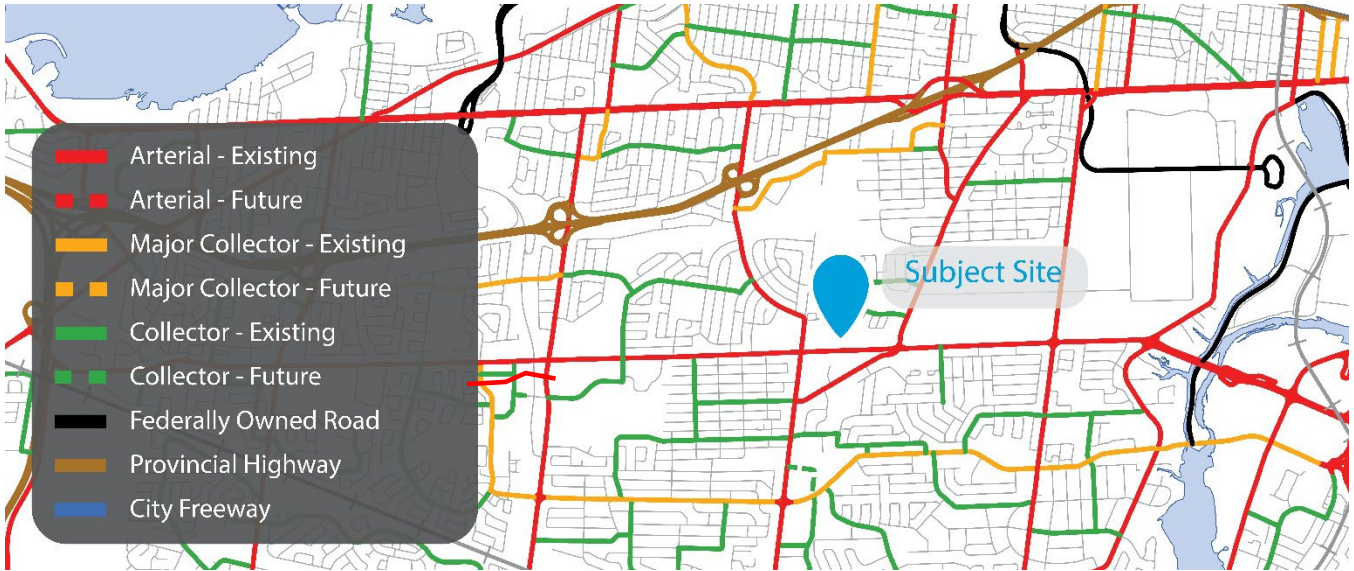 Arterial - Existing
Arterial - Future
Major Collector - Existing
Major Collector - Future
Collector - Existing
Collector - Future
Federally Owned Road
Provincial Highway
City Freeway
Subject Site